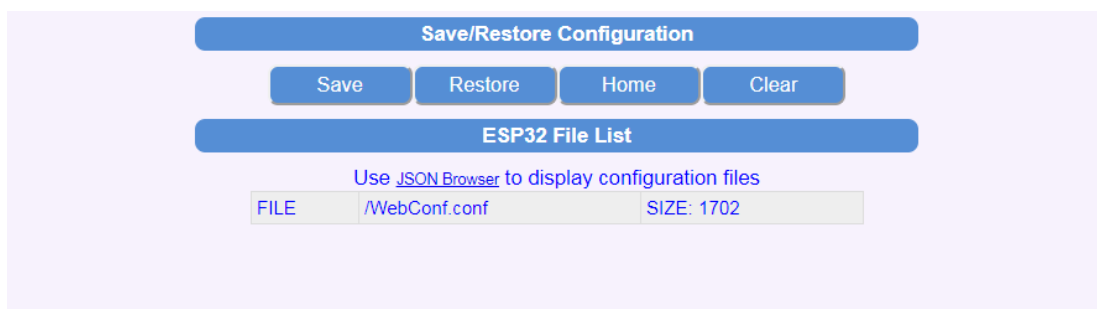 Save/Restore Configuration
Save Restore Home Clear
ESP32 File List
Use JSON Browser to display configuration files
FILE /WebConf.conf SIZE: 1702